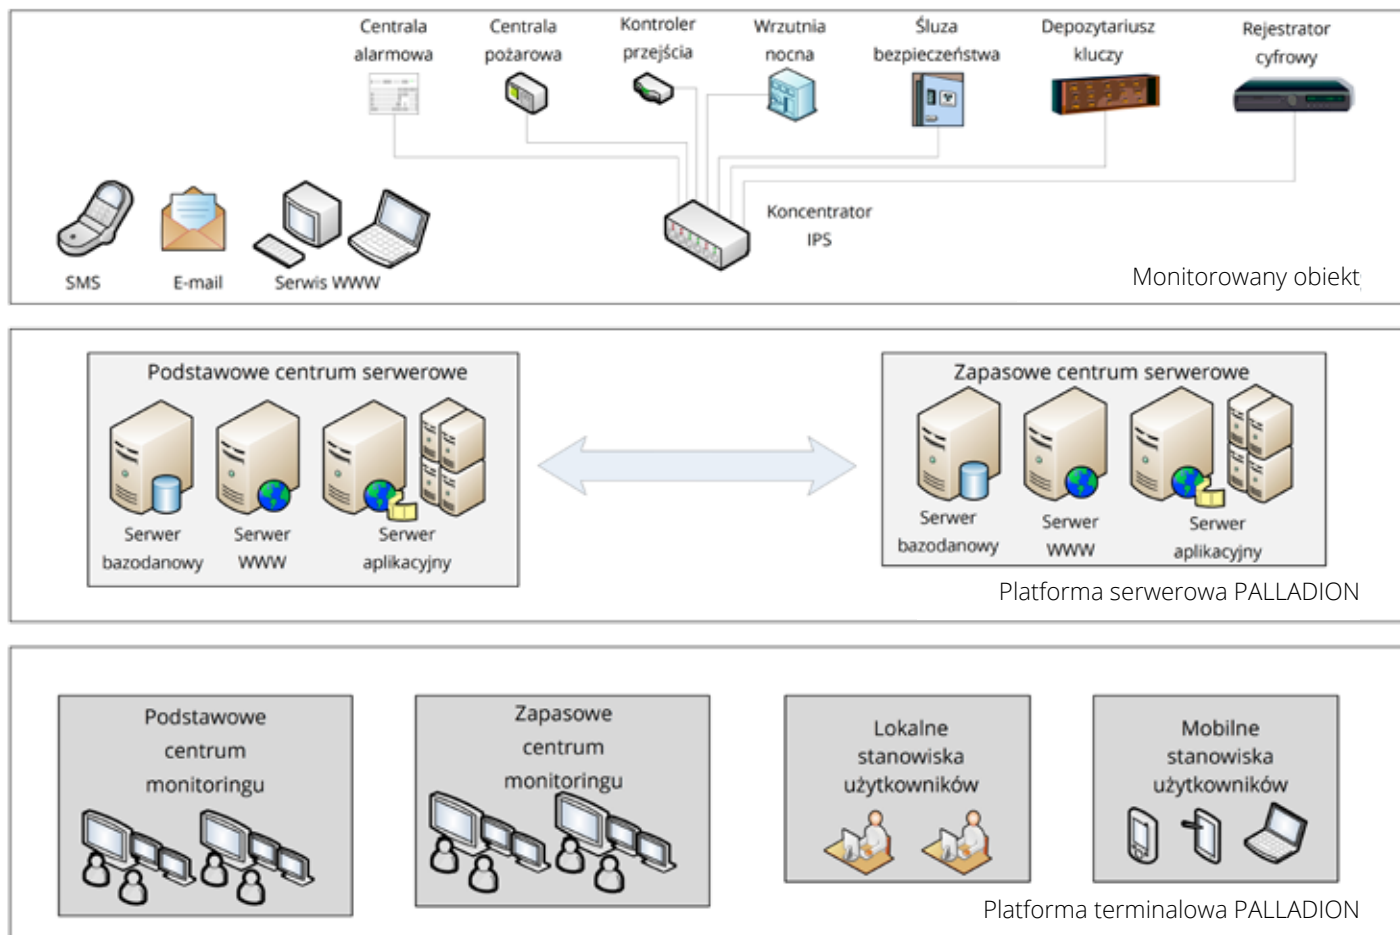 Centrala
alarmowa
Centrala
pożarowa
Kontroler
przejścia
Wrzutnia
nocna
Śluza
bezpieczeństwa
Depozytariusz
kluczy
Rejestrator
cyfrowy
Koncentrator
IPS
SMS
E-mail
Serwis WWW
Monitorowany obiekt
Podstawowe centrum serwerowe
Serwer
bazodanowy
Serwer
WWW
Serwer
aplikacyjny
Zapasowe centrum serwerowe
Serwer
bazodanowy
Serwer
WWW
Serwer
aplikacyjny
Platforma serwerowa PALLADION
Podstawowe
centrum
monitoringu
Zapasowe
centrum
monitoringu
Lokalne
stanowiska
użytkowników
Mobilne
stanowiska
użytkowników
Platforma terminalowa PALLADION